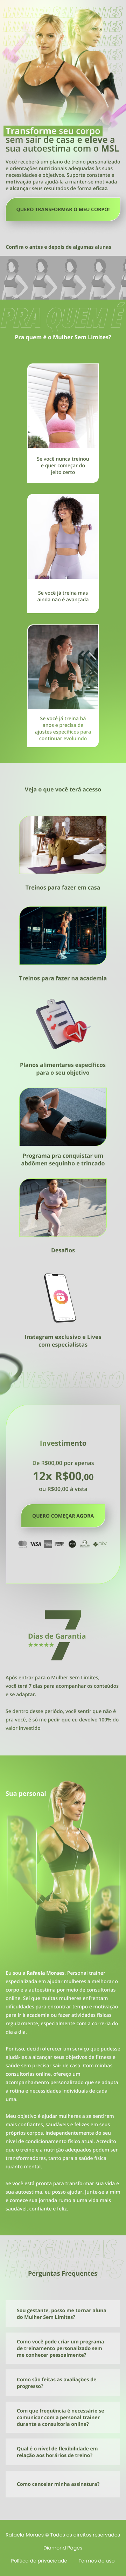 Transforme seu corpo
sem sair de casa e eleve a
sua autoestima com o MSL
Você receberá um plano de treino personalizado
e orientações nutricionais adaptadas às suas
necessidades e objetivos. Suporte constante e
motivação para ajudá-la a manter-se motivada
e alcançar seus resultados de forma eficaz.
QUERO TRANSFORMAR O MEU CORPO!
Confira o antes e depois de algumas alunas
PRA QUEM É
Pra quem é o Mulher Sem Limites?
Se você nunca treinou
e quer começar do
jeito certo
Se você já treina mas
ainda não é avançada
Se você já treina há
anos e precisa de
ajustes específicos para
continuar evoluindo
Veja o que você terá acesso
Treinos para fazer em casa
Treinos para fazer na academia
Planos alimentares específicos
para o seu objetivo
Programa pra conquistar um
abdômen sequinho e trincado
Desafios
Instagram exclusivo e Lives
com especialistas
INVESTIMENTO
Investimento
De R$00,00 por apenas
12x R$00,00
ou R$00,00 à vista
QUERO COMEÇAR AGORA
VISA
7
Dias de Garantia
Após entrar para o Mulher Sem Limites,
você terá 7 dias para acompanhar os conteúdos
e se adaptar.
Se dentro desse período, você sentir que não é
pra você, é só me pedir que eu devolvo 100% do
valor investido
Sua personal
Eu sou a Rafaela Moraes, Personal trainer
especializada em ajudar mulheres a melhorar o
corpo e a autoestima por meio de consultorias
online. Sei que muitas mulheres enfrentam
dificuldades para encontrar tempo e motivação
para ir à academia ou fazer atividades físicas
regularmente, especialmente com a correria do
dia a dia.
Por isso, decidi oferecer um serviço que pudesse
ajudá-las a alcançar seus objetivos de fitness e
saúde sem precisar sair de casa. Com minhas
consultorias online, ofereço um
acompanhamento personalizado que se adapta
à rotina e necessidades individuais de cada
uma.
Meu objetivo é ajudar mulheres a se sentirem
mais confiantes, saudáveis e felizes em seus
próprios corpos, independentemente do seu
nível de condicionamento físico atual. Acredito
que o treino e a nutrição adequados podem ser
transformadores, tanto para a saúde física
quanto mental.
Se você está pronta para transformar sua vida e
sua autoestima, eu posso ajudar. Junte-se a mim
e comece sua jornada rumo a uma vida mais
saudável, confiante e feliz.
Perguntas Frequentes
Sou gestante, posso me tornar aluna
do Mulher Sem Limites?
Como você pode criar um programa
de treinamento personalizado sem
me conhecer pessoalmente?
Como são feitas as avaliações de
progresso?
Com que frequência é necessário se
comunicar com a personal trainer
durante a consultoria online?
Qual é o nível de flexibilidade em
relação aos horários de treino?
Como cancelar minha assinatura?
Rafaela Moraes © Todos os direitos reservados
Diamond Pages
Política de privacidade Termos de uso